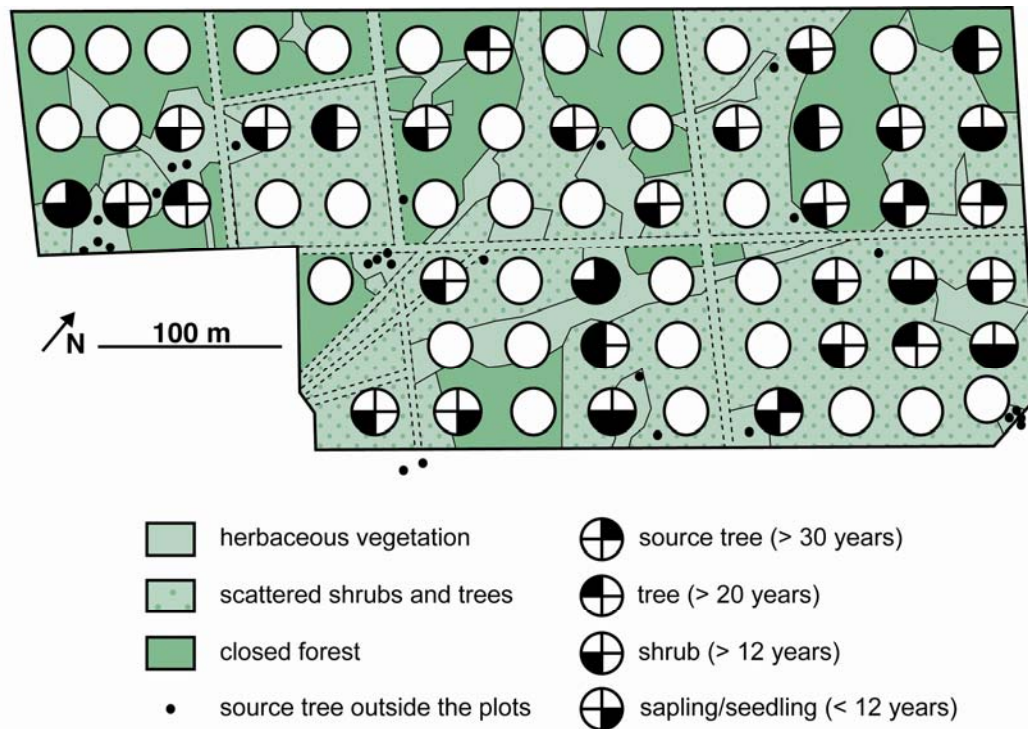 N
100 m
herbaceous vegetation
scattered shrubs and trees
closed forest
source tree outside the plots
source tree (> 30 years)
tree (> 20 years)
shrub (> 12 years)
sapling/seedling (< 12 years)